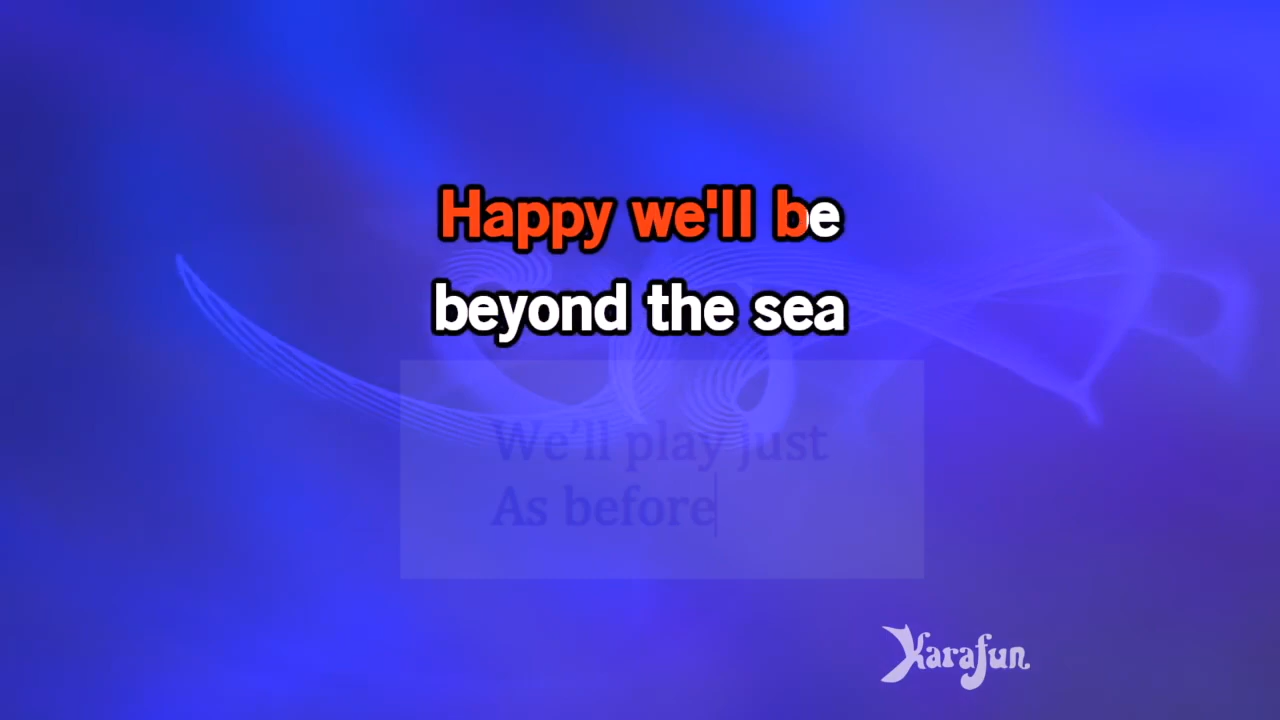 Happy we'll be
beyond the sea
We'll play just
As before
Karafun